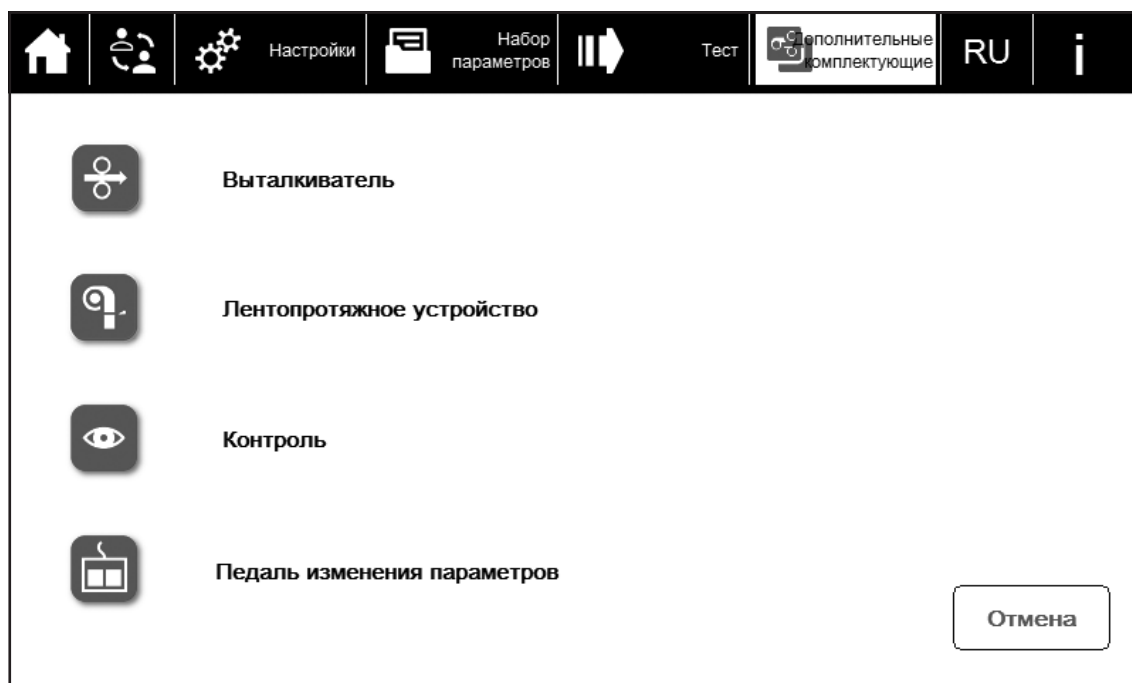 Настройки
Набор
параметров
Тест
Дополнительные
комплектующие
RU
i
Выталкиватель
Лентопротяжное устройство
Контроль
Педаль изменения параметров
Отмена